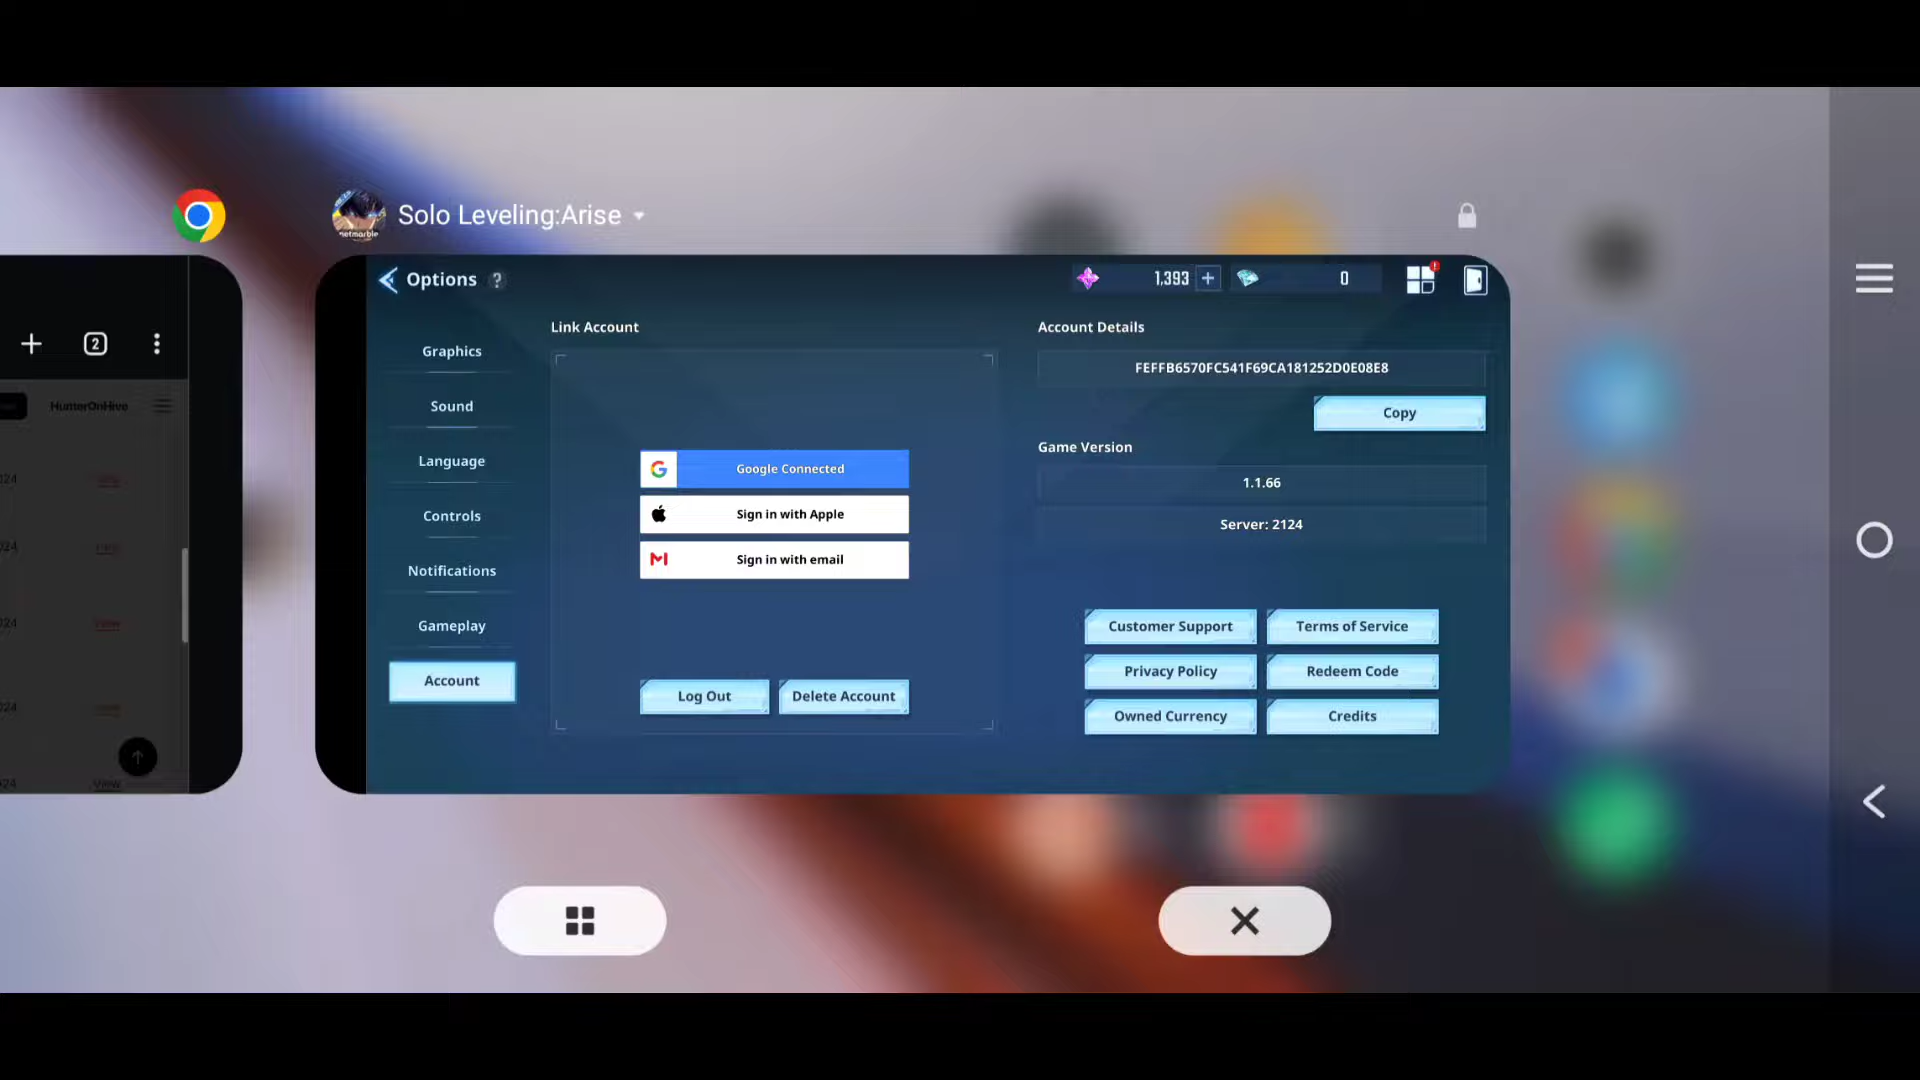 Solo Leveling:Arise
netmarble
2
HunterOnHive
View
Options ?
1,393
0
Graphics
Sound
Language
Controls
Notifications
Gameplay
Account
Link Account
Google Connected
Sign in with Apple
Sign in with email
Log Out
Delete Account
Account Details
FEFFB6570FC541F69CA181252D0E08E8
Copy
Game Version
1.1.66
Server: 2124
Customer Support
Terms of Service
Privacy Policy
Redeem Code
Owned Currency
Credits